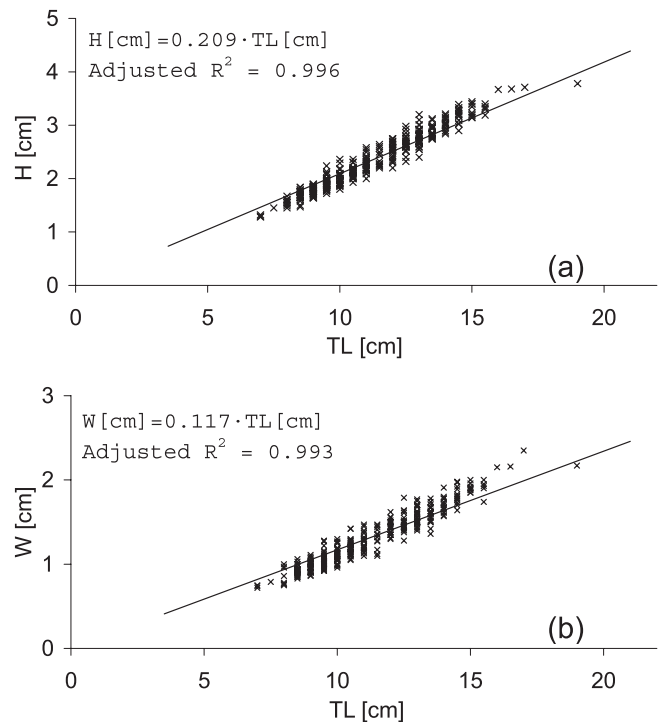 H[cm]=0.209·TL[cm]
Adjusted R² = 0.996
5
4
3
2
1
0
H [cm]
(a)
0 5 10 15 20
TL [cm]
W[cm]=0.117·TL[cm]
Adjusted R² = 0.993
3
2
1
0
W [cm]
(b)
0 5 10 15 20
TL [cm]